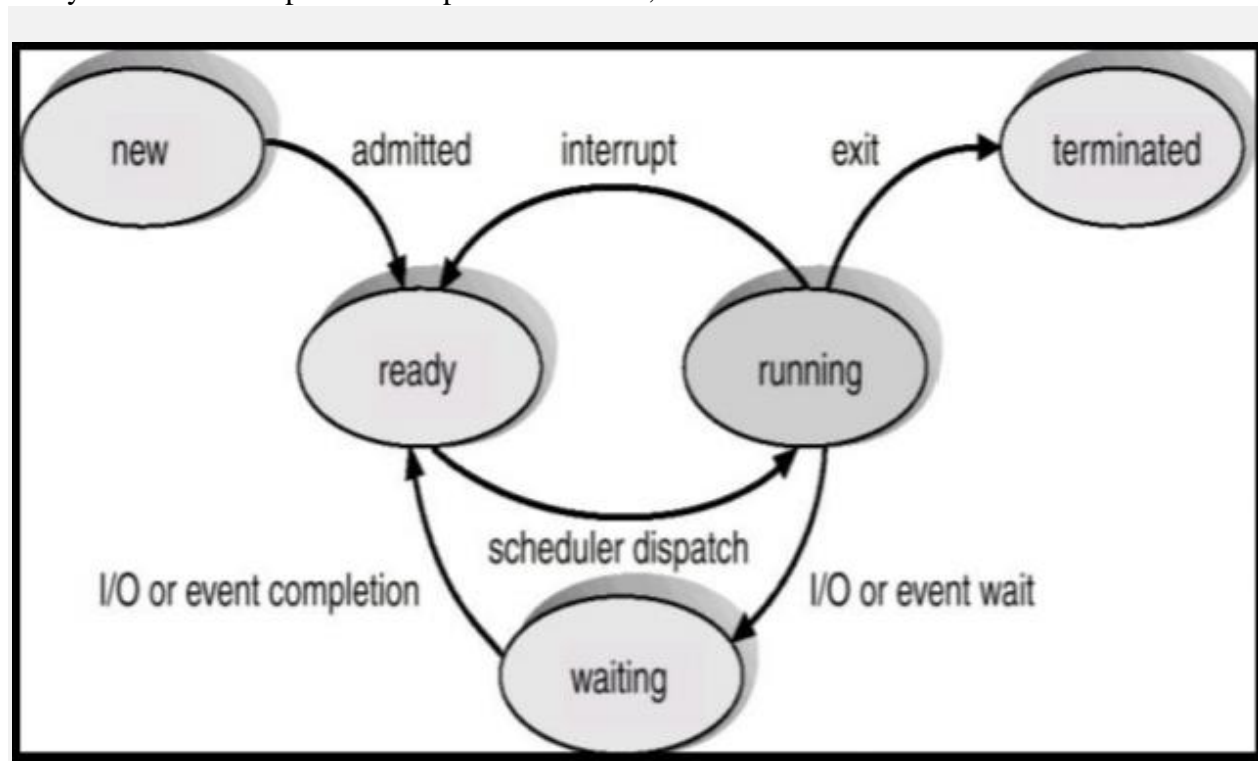 new
admitted
interrupt
exit
terminated
ready
running
scheduler dispatch
I/O or event completion
I/O or event wait
waiting